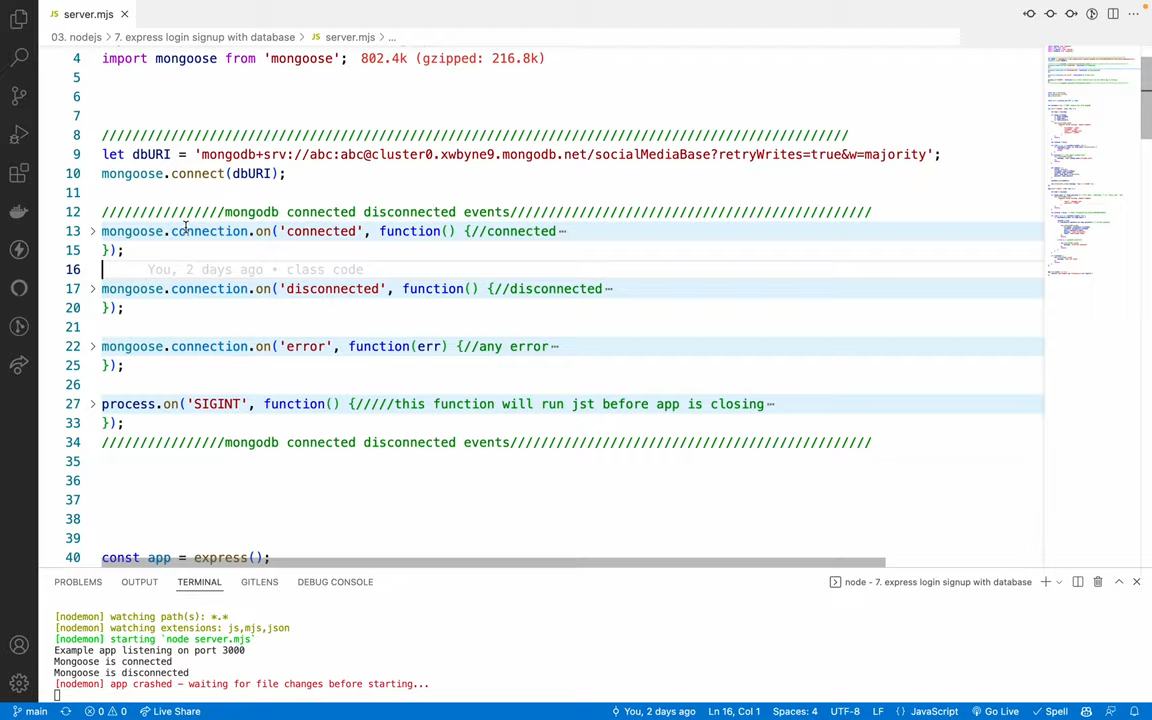 JS server.mjs ×
03. nodejs > 7. express login signup with database > JS server.mjs > ...
4 import mongoose from 'mongoose'; 802.4k (gzipped: 216.8k)
5
6
7
8 /////////////////////////////////////////////////////////////////////////////////////////////////
9 let dbURI = 'mongodb+srv://abc:abc@cluster0.xwbyne9.mongodb.net/socialMediaBase?retryWrites=true&w=majority';
10 mongoose.connect(dbURI);
11
12 ////////////////mongodb connected disconnected events///////////////////////////////////////////////
13 mongoose.connection.on('connected', function() {//connected…
15 });
16 You, 2 days ago • class code
17 mongoose.connection.on('disconnected', function() {//disconnected…
20 });
21
22 mongoose.connection.on('error', function(err) {//any error…
25 });
26
27 process.on('SIGINT', function() {/////this function will run jst before app is closing…
33 });
34 ////////////////mongodb connected disconnected events///////////////////////////////////////////////
35
36
37
38
39
40 const app = express();
PROBLEMS OUTPUT TERMINAL GITLENS DEBUG CONSOLE node - 7. express login signup with database
[nodemon] watching path(s): *.*
[nodemon] watching extensions: js,mjs,json
[nodemon] starting `node server.mjs`
Example app listening on port 3000
Mongoose is connected
Mongoose is disconnected
[nodemon] app crashed - waiting for file changes before starting...
main 0 0 Live Share You, 2 days ago Ln 16, Col 1 Spaces: 4 UTF-8 LF {} JavaScript Go Live Spell